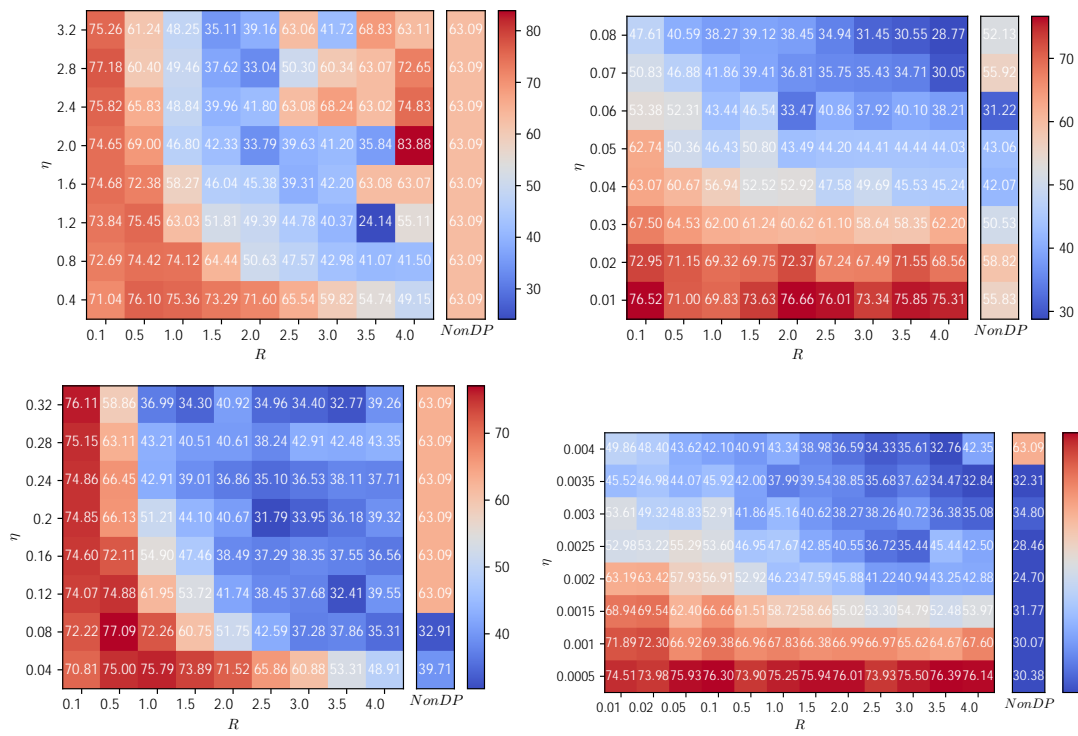 3.2 75.26 61.24 48.25 35.11 39.16 63.06 41.72 68.83 63.11 63.09
2.8 77.18 60.40 49.46 37.62 33.04 50.30 60.34 63.07 72.65 63.09
2.4 75.82 65.83 48.84 39.96 41.80 63.08 68.24 63.02 74.83 63.09
2.0 74.65 69.00 46.80 42.33 33.79 39.63 41.20 35.84 83.88 63.09
1.6 74.68 72.38 58.27 46.04 45.38 39.31 42.20 63.08 63.07 63.09
1.2 73.84 75.45 63.03 51.81 49.39 44.78 40.37 24.14 55.11 63.09
0.8 72.69 74.42 74.12 64.44 50.63 47.57 42.98 41.07 41.50 63.09
0.4 71.04 76.10 75.36 73.29 71.60 65.54 59.82 54.74 49.15 63.09
0.1 0.5 1.0 1.5 2.0 2.5 3.0 3.5 4.0 NonDP
R
η
80
70
60
50
40
30
0.08 47.61 40.59 38.27 39.12 38.45 34.94 31.45 30.55 28.77 52.13
0.07 50.83 46.88 41.86 39.41 36.81 35.75 35.43 34.71 30.05 55.92
0.06 53.38 52.31 43.44 46.54 33.47 40.86 37.92 40.10 38.21 31.22
0.05 62.74 50.36 46.43 50.80 43.49 44.20 44.41 44.44 44.03 43.06
0.04 63.07 60.67 56.94 52.52 52.92 47.58 49.69 45.53 45.24 42.07
0.03 67.50 64.53 62.00 61.24 60.62 61.10 58.64 58.35 62.20 50.53
0.02 72.95 71.15 69.32 69.75 72.37 67.24 67.49 71.55 68.56 58.82
0.01 76.52 71.00 69.83 73.63 76.66 76.01 73.34 75.85 75.31 55.83
0.1 0.5 1.0 1.5 2.0 2.5 3.0 3.5 4.0 NonDP
R
η
70
60
50
40
30
0.32 76.11 58.86 36.99 34.30 40.92 34.96 34.40 32.77 39.26 63.09
0.28 75.15 63.11 43.21 40.51 40.61 38.24 42.91 42.48 43.35 63.09
0.24 74.86 66.45 42.91 39.01 36.86 35.10 36.53 38.11 37.71 63.09
0.2 74.85 66.13 51.21 44.10 40.67 31.79 33.95 36.18 39.32 63.09
0.16 74.60 72.11 54.90 47.46 38.49 37.29 38.35 37.55 36.56 63.09
0.12 74.07 74.88 61.95 53.72 41.74 38.45 37.68 32.41 39.55 63.09
0.08 72.22 77.09 72.26 60.75 51.75 42.59 37.28 37.86 35.31 32.91
0.04 70.81 75.00 75.79 73.89 71.52 65.86 60.88 53.31 48.91 39.71
0.1 0.5 1.0 1.5 2.0 2.5 3.0 3.5 4.0 NonDP
R
η
70
60
50
40
0.004 49.86 48.40 43.62 42.10 40.91 43.34 38.98 36.59 34.33 35.61 32.76 42.35 63.09
0.0035 45.52 46.98 44.07 45.92 42.00 37.99 39.54 38.85 35.68 37.62 34.47 32.84 32.31
0.003 53.61 49.32 48.83 52.91 41.86 45.16 40.62 38.27 38.26 40.72 36.38 35.08 34.80
0.0025 52.98 53.22 55.29 53.60 46.95 47.67 42.85 40.55 36.72 35.44 45.44 42.50 28.46
0.002 63.19 63.42 57.93 56.91 52.92 46.23 47.59 45.88 41.22 40.94 43.25 42.88 24.70
0.0015 68.94 69.54 62.40 66.66 61.51 58.72 58.66 55.02 53.30 54.79 52.48 53.97 31.77
0.001 71.89 72.30 66.92 69.38 66.96 67.83 66.38 66.99 66.97 65.62 64.67 67.60 30.07
0.0005 74.51 73.98 75.93 76.30 73.90 75.25 75.94 76.01 73.93 75.50 76.39 76.14 30.38
0.01 0.02 0.05 0.1 0.5 1.0 1.5 2.0 2.5 3.0 3.5 4.0 NonDP
R
η